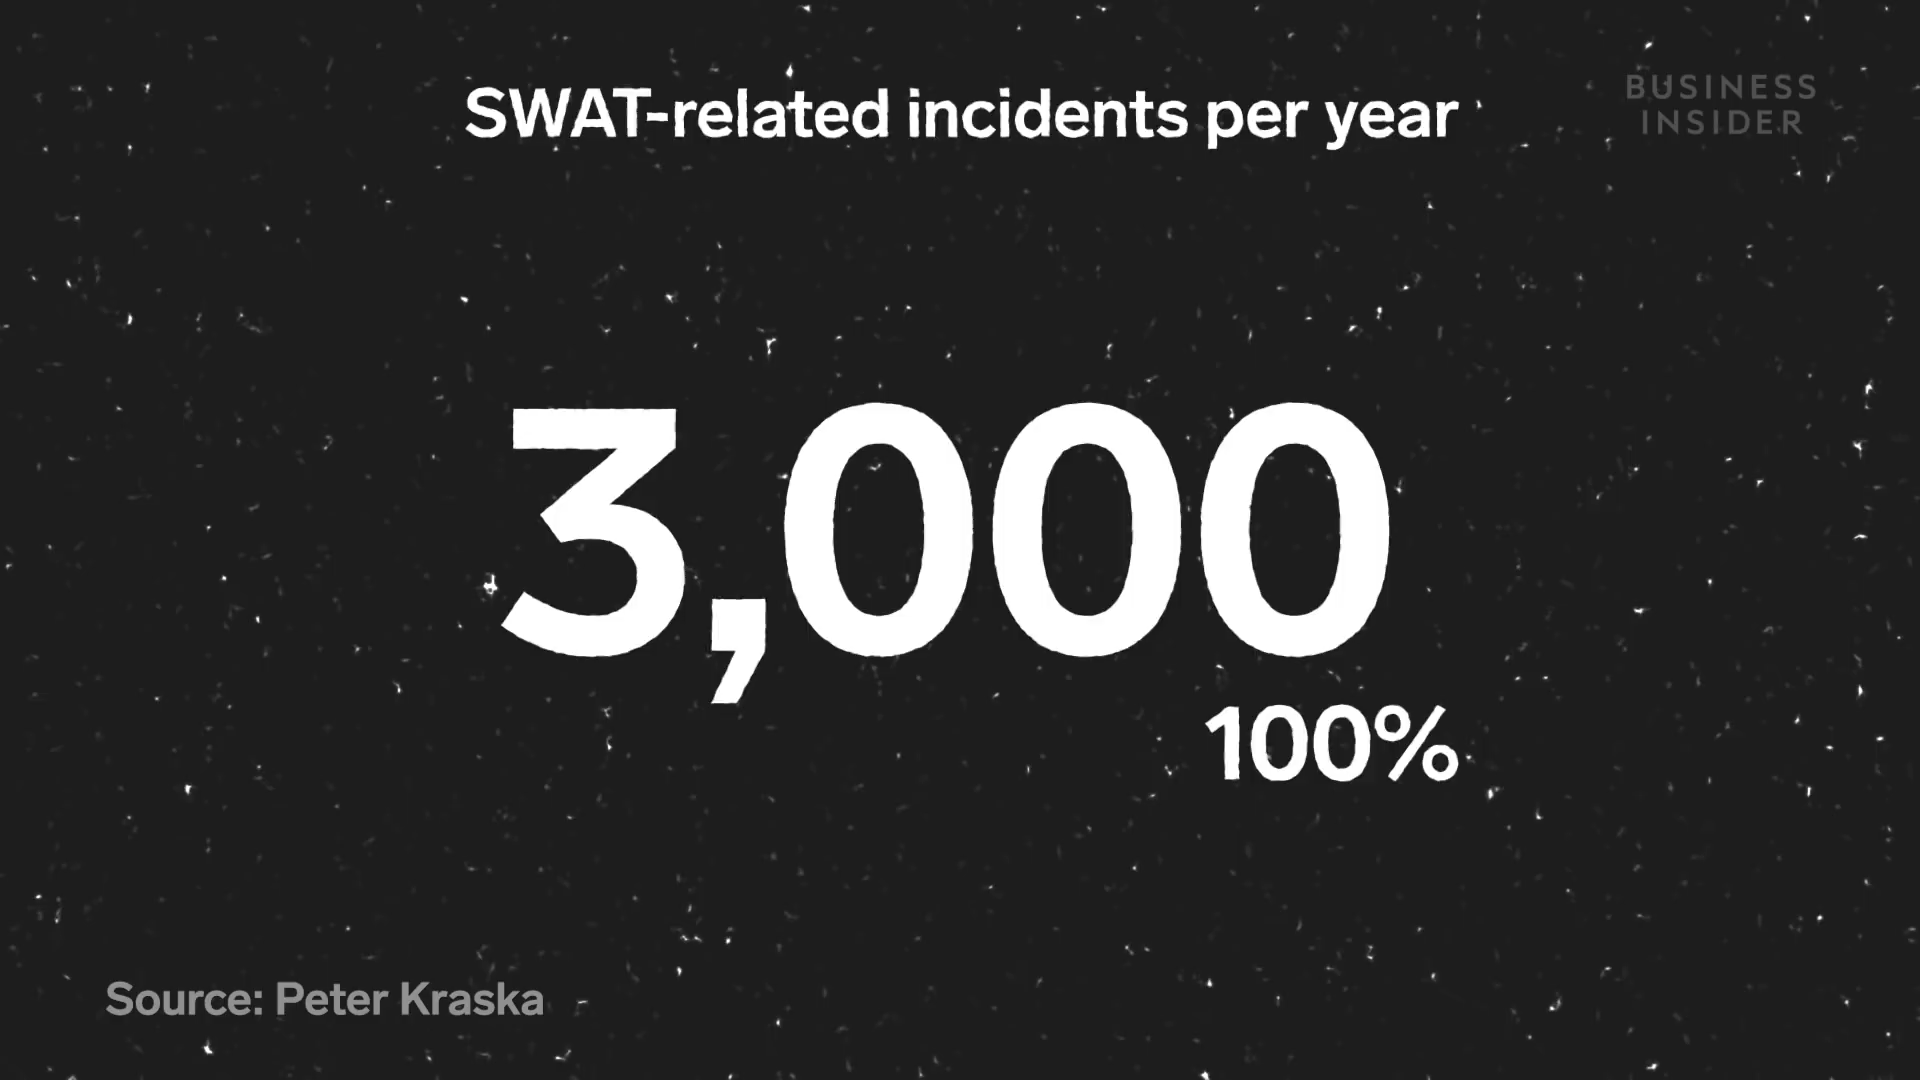 SWAT-related incidents per year
BUSINESS
INSIDER
3,000
100%
Source: Peter Kraska